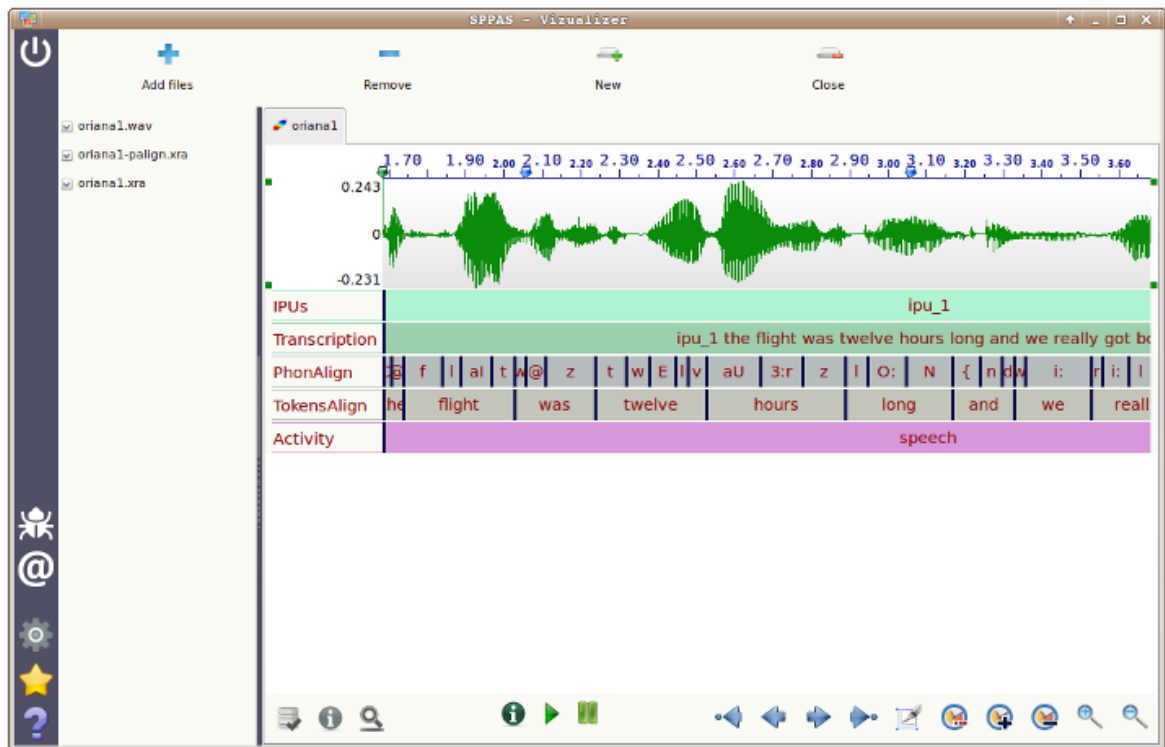 SPPAS - Vizualizer
Add files Remove New Close
oriana1.wav
oriana1-palign.xra
oriana1.xra
oriana1
1.70 1.90 2.00 2.10 2.20 2.30 2.40 2.50 2.60 2.70 2.80 2.90 3.00 3.10 3.20 3.30 3.40 3.50 3.60
0.243
0
-0.231
IPUs ipu_1
Transcription ipu_1 the flight was twelve hours long and we really got bo
PhonAlign @ f l aI t w @ z t w E l v aU 3:r z l O: N { n d w i: r i: l
TokensAlign he flight was twelve hours long and we reall
Activity speech